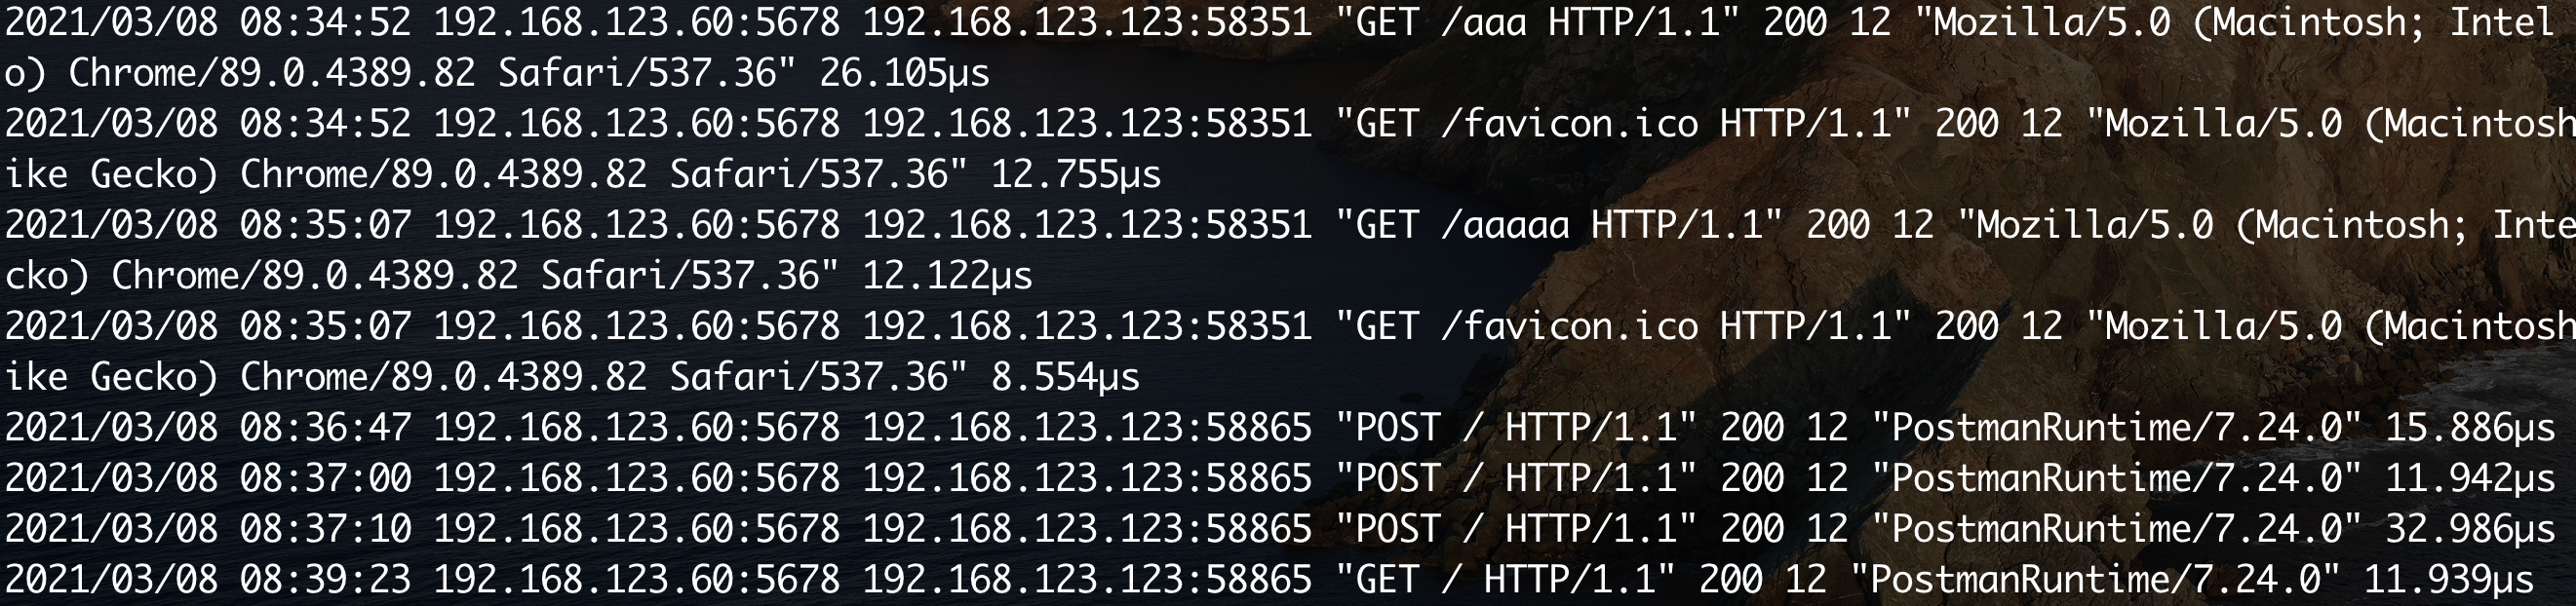 2021/03/08 08:34:52 192.168.123.60:5678 192.168.123.123:58351 "GET /aaa HTTP/1.1" 200 12 "Mozilla/5.0 (Macintosh; Intel
o) Chrome/89.0.4389.82 Safari/537.36" 26.105µs
2021/03/08 08:34:52 192.168.123.60:5678 192.168.123.123:58351 "GET /favicon.ico HTTP/1.1" 200 12 "Mozilla/5.0 (Macintosh
ike Gecko) Chrome/89.0.4389.82 Safari/537.36" 12.755µs
2021/03/08 08:35:07 192.168.123.60:5678 192.168.123.123:58351 "GET /aaaaa HTTP/1.1" 200 12 "Mozilla/5.0 (Macintosh; Inte
cko) Chrome/89.0.4389.82 Safari/537.36" 12.122µs
2021/03/08 08:35:07 192.168.123.60:5678 192.168.123.123:58351 "GET /favicon.ico HTTP/1.1" 200 12 "Mozilla/5.0 (Macintosh
ike Gecko) Chrome/89.0.4389.82 Safari/537.36" 8.554µs
2021/03/08 08:36:47 192.168.123.60:5678 192.168.123.123:58865 "POST / HTTP/1.1" 200 12 "PostmanRuntime/7.24.0" 15.886µs
2021/03/08 08:37:00 192.168.123.60:5678 192.168.123.123:58865 "POST / HTTP/1.1" 200 12 "PostmanRuntime/7.24.0" 11.942µs
2021/03/08 08:37:10 192.168.123.60:5678 192.168.123.123:58865 "POST / HTTP/1.1" 200 12 "PostmanRuntime/7.24.0" 32.986µs
2021/03/08 08:39:23 192.168.123.60:5678 192.168.123.123:58865 "GET / HTTP/1.1" 200 12 "PostmanRuntime/7.24.0" 11.939µs